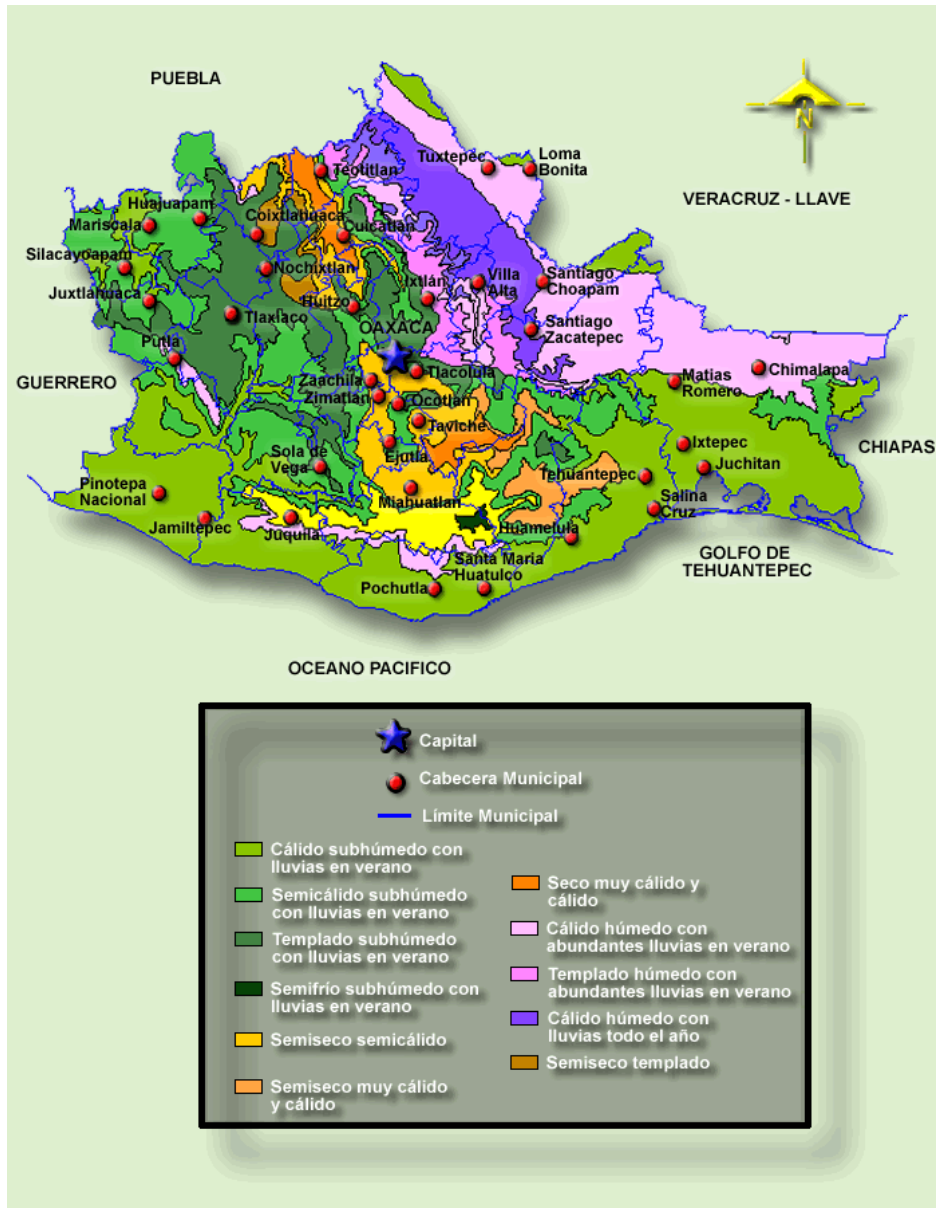 PUEBLA
N
Tuxtepec
Loma
Bonita
Teotitlan
VERACRUZ - LLAVE
Huajuapam
Mariscala
Coixtlahuaca
Cuicatlán
Silacayoapam
Nochixtlan
Ixtlán
Villa
Alta
Santiago
Choapam
Juxtlahuaca
Huitzo
Tlaxiaco
OAXACA
Santiago
Zacatepec
Putla
GUERRERO
Zaachila
Tlacolula
Zimatlan
Ocotlan
Matias
Romero
Chimalapa
Taviche
Ejutla
Ixtepec
CHIAPAS
Sola de
Vega
Tehuantepec
Juchitan
Pinotepa
Nacional
Miahuatlan
Salina
Cruz
Jamiltepec
Juquila
Huamelula
GOLFO DE
TEHUANTEPEC
Santa Maria
Huatulco
Pochutla
OCEANO PACIFICO
Capital
Cabecera Municipal
Límite Municipal
Cálido subhúmedo con
lluvias en verano
Semicálido subhúmedo
con lluvias en verano
Templado subhúmedo
con lluvias en verano
Semifrío subhúmedo con
lluvias en verano
Semiseco semicálido
Semiseco muy cálido
y cálido
Seco muy cálido y
cálido
Cálido húmedo con
abundantes lluvias en verano
Templado húmedo con
abundantes lluvias en verano
Cálido húmedo con
lluvias todo el año
Semiseco templado